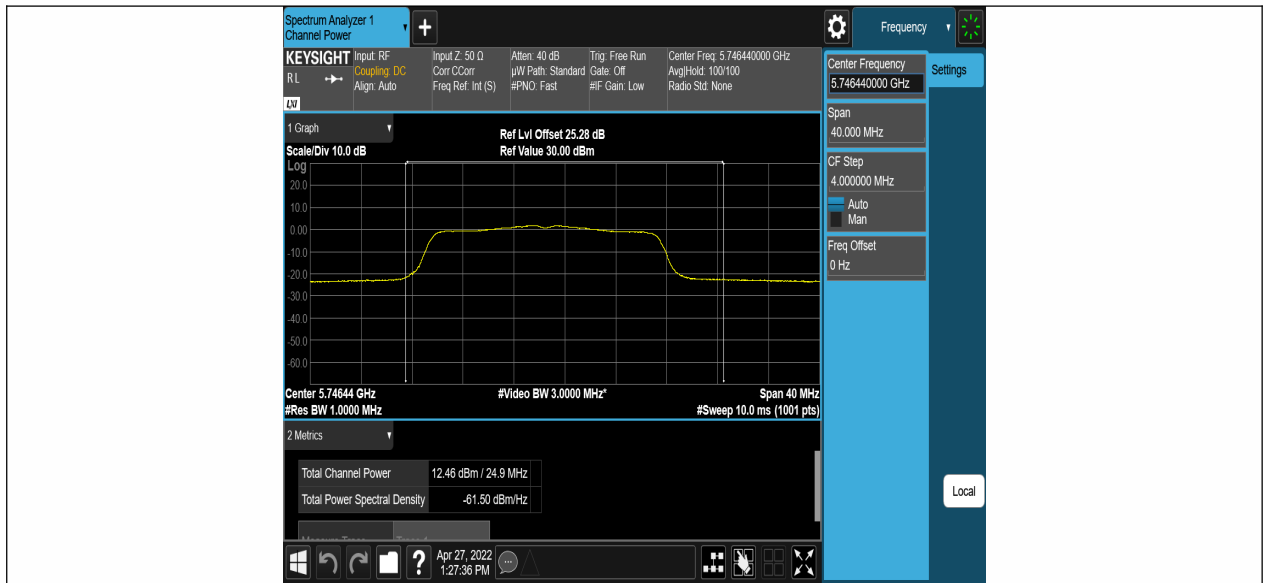 Spectrum Analyzer 1
Channel Power
+
Frequency
KEYSIGHT
RL
LXI
Input: RF
Coupling: DC
Align: Auto
Input Z: 50 Ω
Corr CCorr
Freq Ref: Int (S)
Atten: 40 dB
µW Path: Standard
#PNO: Fast
Trig: Free Run
Gate: Off
#IF Gain: Low
Center Freq: 5.746440000 GHz
Avg|Hold: 100/100
Radio Std: None
Center Frequency
5.746440000 GHz
Settings
Span
40.000 MHz
CF Step
4.000000 MHz
Auto
Man
Freq Offset
0 Hz
Local
1 Graph
Ref Lvl Offset 25.28 dB
Scale/Div 10.0 dB
Ref Value 30.00 dBm
Log
20.0
10.0
0.00
-10.0
-20.0
-30.0
-40.0
-50.0
-60.0
Center 5.74644 GHz
#Video BW 3.0000 MHz*
Span 40 MHz
#Res BW 1.0000 MHz
#Sweep 10.0 ms (1001 pts)
2 Metrics
Total Channel Power 12.46 dBm / 24.9 MHz
Total Power Spectral Density -61.50 dBm/Hz
?
Apr 27, 2022
1:27:36 PM